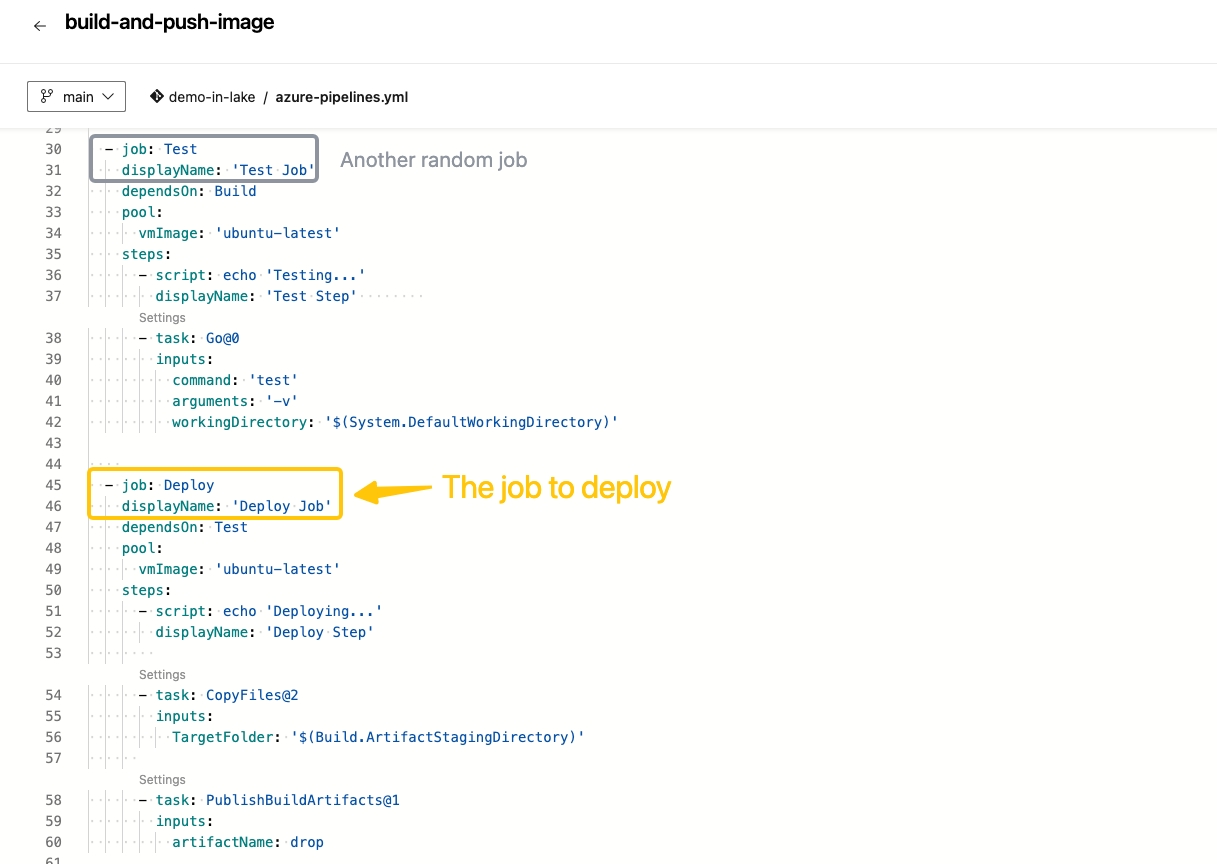 build-and-push-image
main demo-in-lake / azure-pipelines.yml
29
30 - job: Test
Another random job
31 displayName: 'Test Job'
32 dependsOn: Build
33 pool:
34 vmImage: 'ubuntu-latest'
35 steps:
36 - script: echo 'Testing...'
37 displayName: 'Test Step'
Settings
38 - task: Go@0
39 inputs:
40 command: 'test'
41 arguments: '-v'
42 workingDirectory: '$(System.DefaultWorkingDirectory)'
43
44
45 - job: Deploy
The job to deploy
46 displayName: 'Deploy Job'
47 dependsOn: Test
48 pool:
49 vmImage: 'ubuntu-latest'
50 steps:
51 - script: echo 'Deploying...'
52 displayName: 'Deploy Step'
53
Settings
54 - task: CopyFiles@2
55 inputs:
56 TargetFolder: '$(Build.ArtifactStagingDirectory)'
57
Settings
58 - task: PublishBuildArtifacts@1
59 inputs:
60 artifactName: drop
61